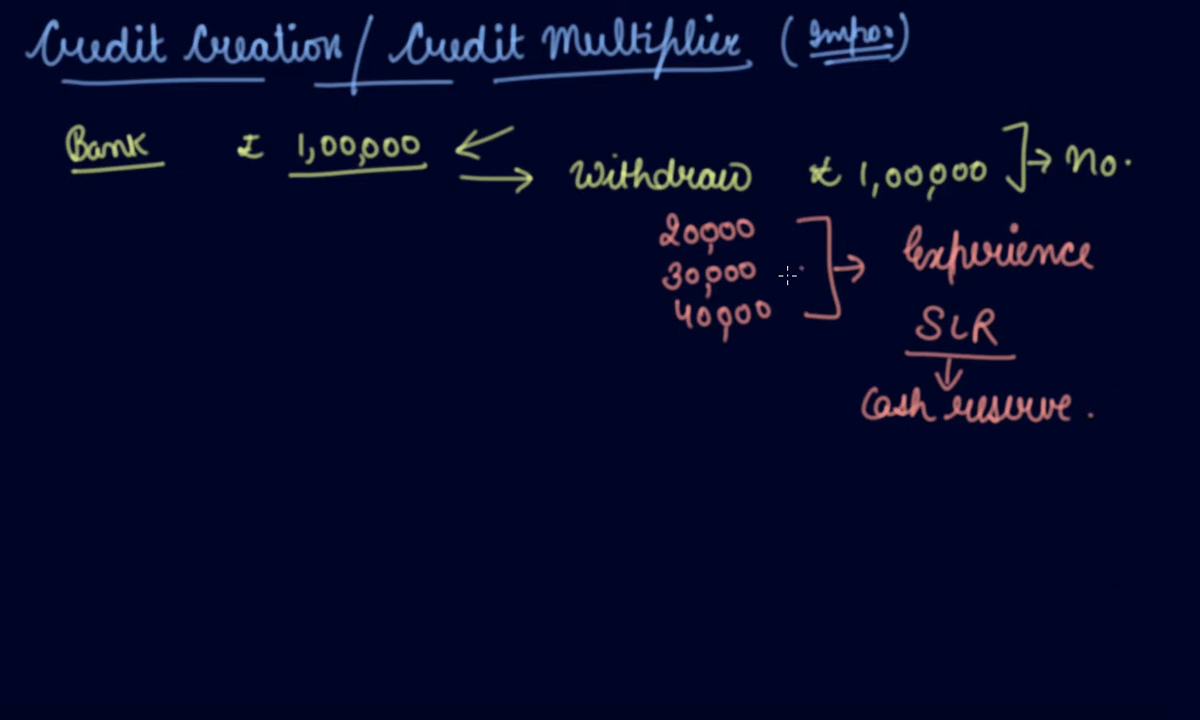 Credit Creation / Credit Multiplier (Impor)
Bank ₹ 1,00,000
Withdraw ₹ 1,00,000 → No.
20,000
30,000
40,000
Experience
SLR
Cash reserve.